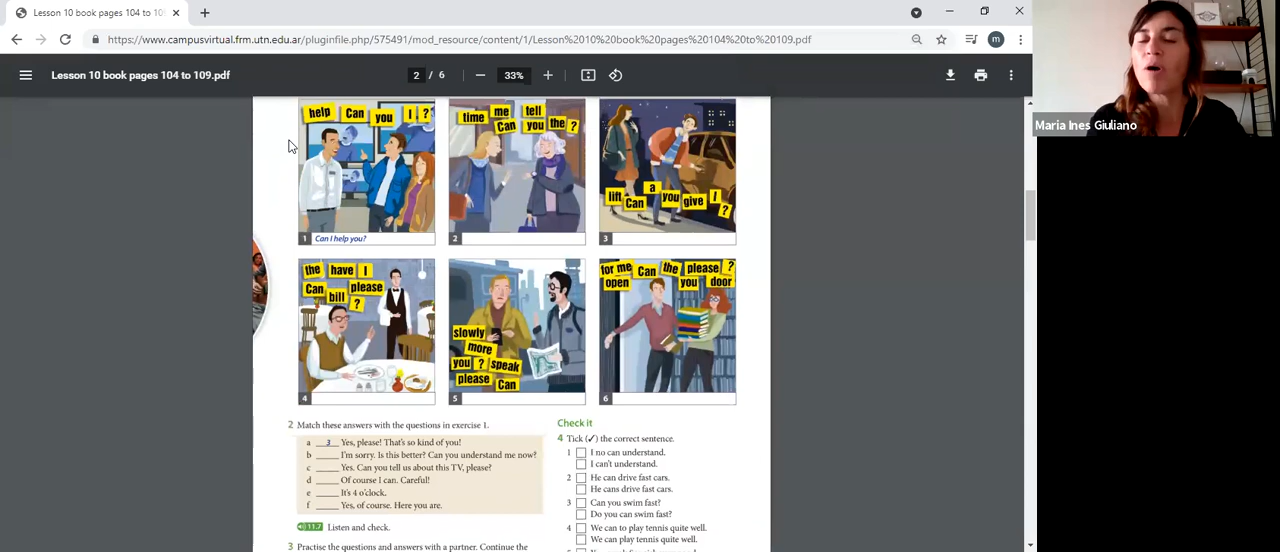 Lesson 10 book pages 104 to 10
https://www.campusvirtual.frm.utn.edu.ar/pluginfile.php/575491/mod_resource/content/1/Lesson%2010%20book%20pages%20104%20to%20109.pdf
m
Lesson 10 book pages 104 to 109.pdf
2 / 6
33%
Maria Ines Giuliano
help Can you I ?
time me tell Can you the ?
lift Can a you give I ?
1 Can I help you?
2
3
the have I Can bill please ?
slowly more you ? speak please Can
for me Can the please ? open you door
4
5
6
2 Match these answers with the questions in exercise 1.
a 3 Yes, please! That's so kind of you!
b I'm sorry. Is this better? Can you understand me now?
c Yes. Can you tell us about this TV, please?
d Of course I can. Careful!
e It's 4 o'clock.
f Yes, of course. Here you are.
11.7 Listen and check.
3 Practise the questions and answers with a partner. Continue the
Check it
4 Tick (✓) the correct sentence.
1 I no can understand.
I can't understand.
2 He can drive fast cars.
He cans drive fast cars.
3 Can you swim fast?
Do you can swim fast?
4 We can to play tennis quite well.
We can play tennis quite well.